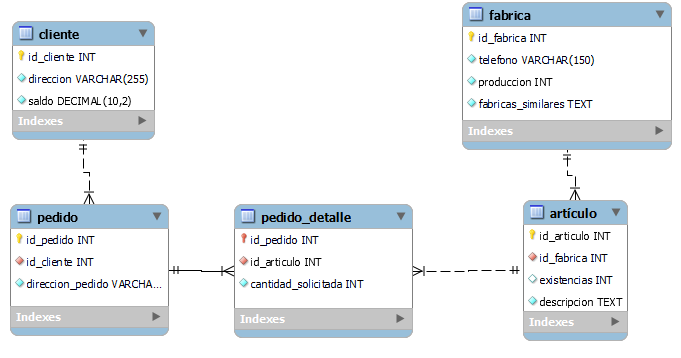 cliente
id_cliente INT
direccion VARCHAR(255)
saldo DECIMAL(10,2)
Indexes
fabrica
id_fabrica INT
telefono VARCHAR(150)
produccion INT
fabricas_similares TEXT
Indexes
pedido
id_pedido INT
id_cliente INT
direccion_pedido VARCHA...
Indexes
pedido_detalle
id_pedido INT
id_articulo INT
cantidad_solicitada INT
Indexes
artículo
id_articulo INT
id_fabrica INT
existencias INT
descripcion TEXT
Indexes